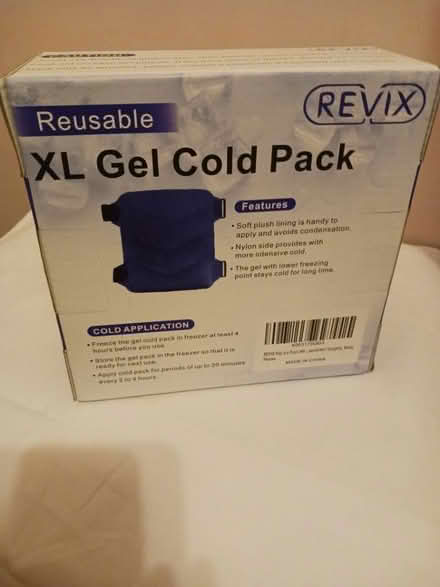 REVIX
Reusable
XL Gel Cold Pack
Features
• Soft plush lining is handy to
apply and avoids condensation.
• Nylon side provides with
more intensive cold.
• The gel with lower freezing
point stays cold for long time.
COLD APPLICATION
• Freeze the gel cold pack in freezer at least 4
hours before you use.
• Store the gel pack in the freezer so that it is
ready for next use.
• Apply cold pack for periods of up to 20 minutes
every 2 to 4 hours.
MADE IN CHINA